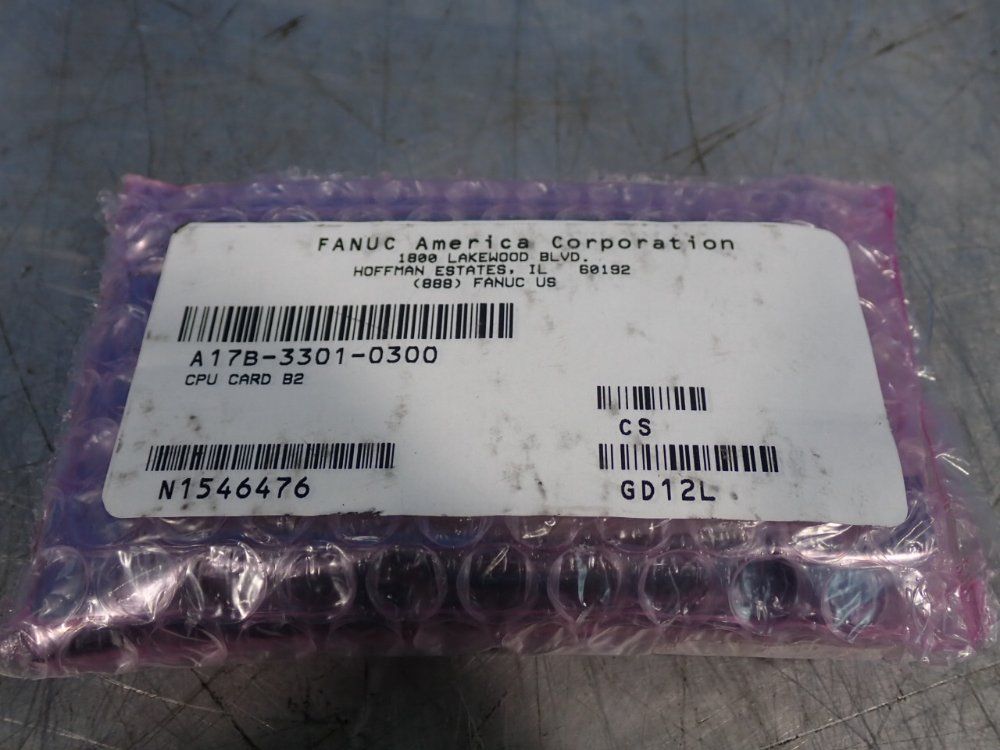 FANUC America Corporation
1800 LAKEWOOD BLVD.
HOFFMAN ESTATES, IL 60192
(888) FANUC US
A17B-3301-0300
CPU CARD B2
CS
N1546476
GD12L